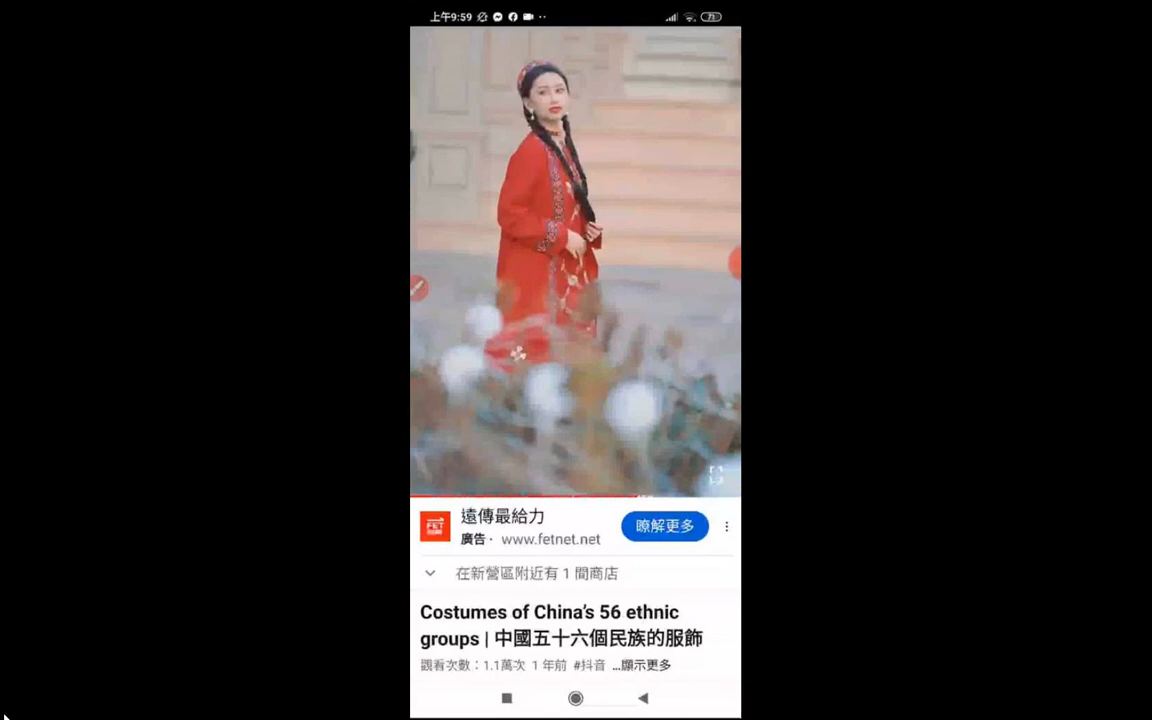 上午9:59
73
FET
遠傳最給力
廣告 · www.fetnet.net
瞭解更多
在新營區附近有 1 間商店
Costumes of China’s 56 ethnic
groups | 中國五十六個民族的服飾
觀看次數：1.1萬次 1 年前 #抖音 ...顯示更多